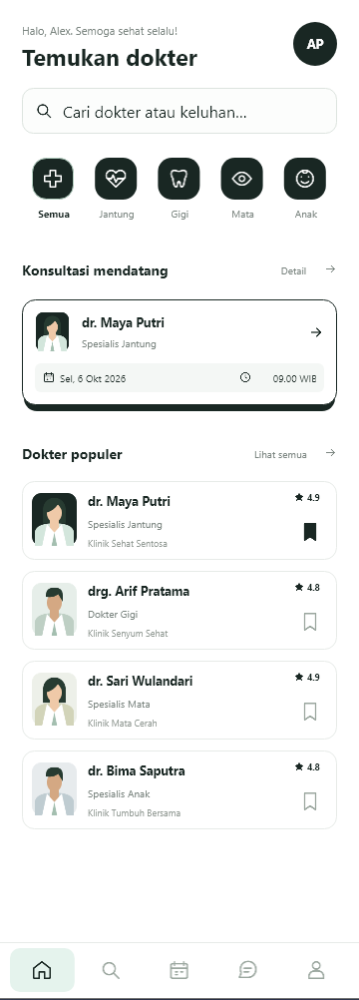 Halo, Alex. Semoga sehat selalu!
Temukan dokter
AP
Cari dokter atau keluhan...
Semua
Jantung
Gigi
Mata
Anak
Konsultasi mendatang
Detail
dr. Maya Putri
Spesialis Jantung
Sel, 6 Okt 2026
09.00 WIB
Dokter populer
Lihat semua
dr. Maya Putri
4.9
Spesialis Jantung
Klinik Sehat Sentosa
drg. Arif Pratama
4.8
Dokter Gigi
Klinik Senyum Sehat
dr. Sari Wulandari
4.9
Spesialis Mata
Klinik Mata Cerah
dr. Bima Saputra
4.8
Spesialis Anak
Klinik Tumbuh Bersama